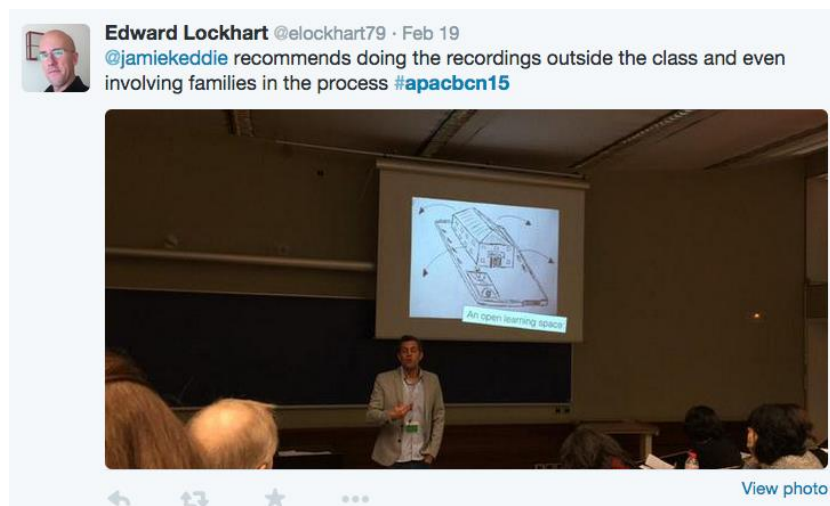 Edward Lockhart @elockhart79 · Feb 19
@jamiekeddie recommends doing the recordings outside the class and even
involving families in the process #apacbcn15
An open learning space
View photo